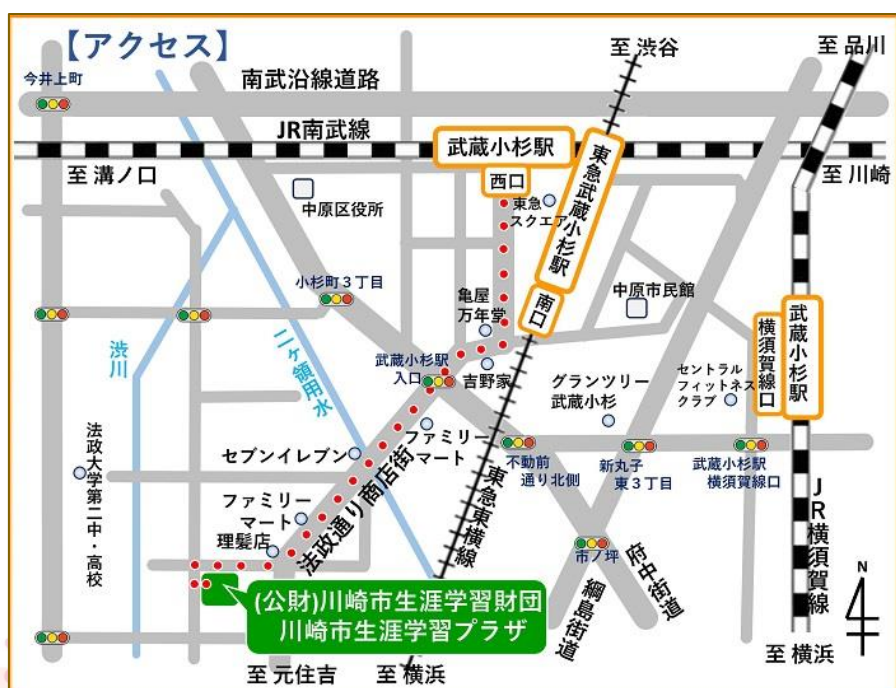 【アクセス】
至 渋谷
至 品川
今井上町
南武沿線道路
JR南武線
武蔵小杉駅
西口
至 溝ノ口
至 川崎
中原区役所
東急
スクエア
東急武蔵小杉駅
南口
小杉町3丁目
中原市民館
亀屋
万年堂
渋川
二ヶ領用水
武蔵小杉駅
入口
吉野家
グランツリー
武蔵小杉
セントラル
フィットネス
クラブ
横須賀線口
武蔵小杉駅
法政大学第二中・高校
セブンイレブン
ファミリー
マート
不動前
通り北側
新丸子
東3丁目
武蔵小杉駅
横須賀線口
ファミリー
マート
理髪店
法政通り商店街
東急東横線
市ノ坪
府中街道
綱島街道
JR横須賀線
N
(公財)川崎市生涯学習財団
川崎市生涯学習プラザ
至 元住吉
至 横浜
至 横浜